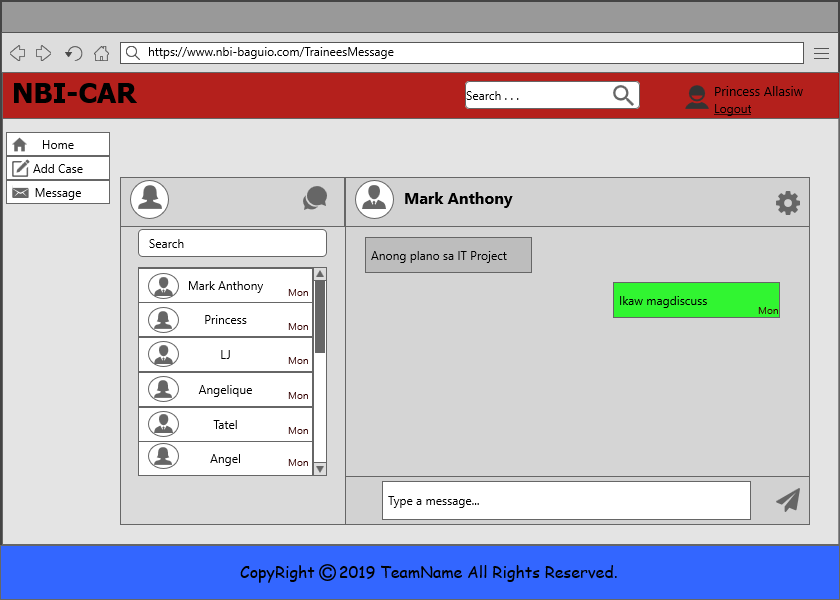 https://www.nbi-baguio.com/TraineesMessage
NBI-CAR
Search . . .
Princess Allasiw
Logout
Home
Add Case
Message
Mark Anthony
Search
Anong plano sa IT Project
Mark Anthony
Mon
Ikaw magdiscuss
Mon
Princess
Mon
LJ
Mon
Angelique
Mon
Tatel
Mon
Angel
Mon
Type a message...
CopyRight © 2019 TeamName All Rights Reserved.